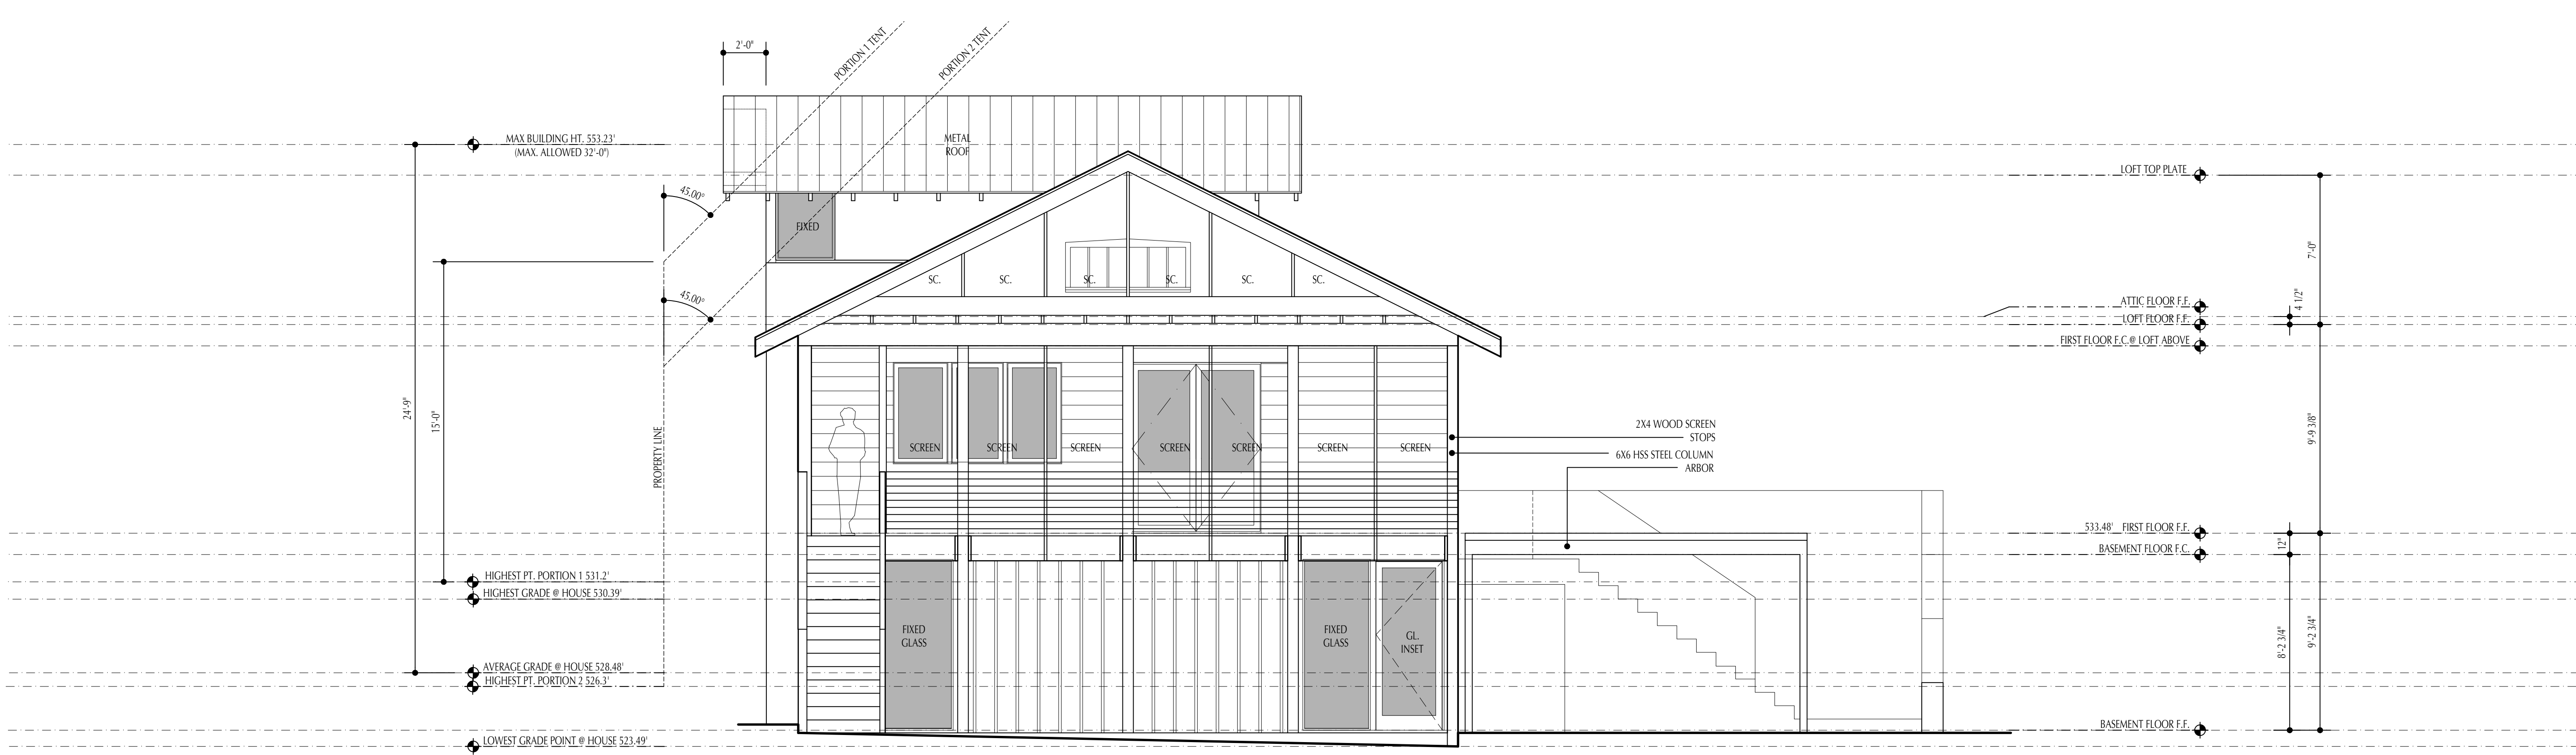 2'-0"
PORTION 1 TENT
PORTION 2 TENT
MAX BUILDING HT. 553.23'
(MAX. ALLOWED 32'-0")
METAL
ROOF
LOFT TOP PLATE
45.00°
FIXED
7'-0"
SC.
SC.
SC.
SC.
SC.
SC.
45.00°
ATTIC FLOOR F.F.
4 1/2"
LOFT FLOOR F.F.
FIRST FLOOR F.C.@ LOFT ABOVE
24'-9"
15'-0"
PROPERTY LINE
SCREEN
SCREEN
SCREEN
SCREEN
SCREEN
SCREEN
SCREEN
2X4 WOOD SCREEN
STOPS
6X6 HSS STEEL COLUMN
ARBOR
9'-9 3/8"
533.48' FIRST FLOOR F.F.
12"
BASEMENT FLOOR F.C.
HIGHEST PT. PORTION 1 531.2'
HIGHEST GRADE @ HOUSE 530.39'
FIXED
GLASS
FIXED
GLASS
GL.
INSET
8'-2 3/4"
9'-2 3/4"
AVERAGE GRADE @ HOUSE 528.48'
HIGHEST PT. PORTION 2 526.3'
BASEMENT FLOOR F.F.
LOWEST GRADE POINT @ HOUSE 523.49'